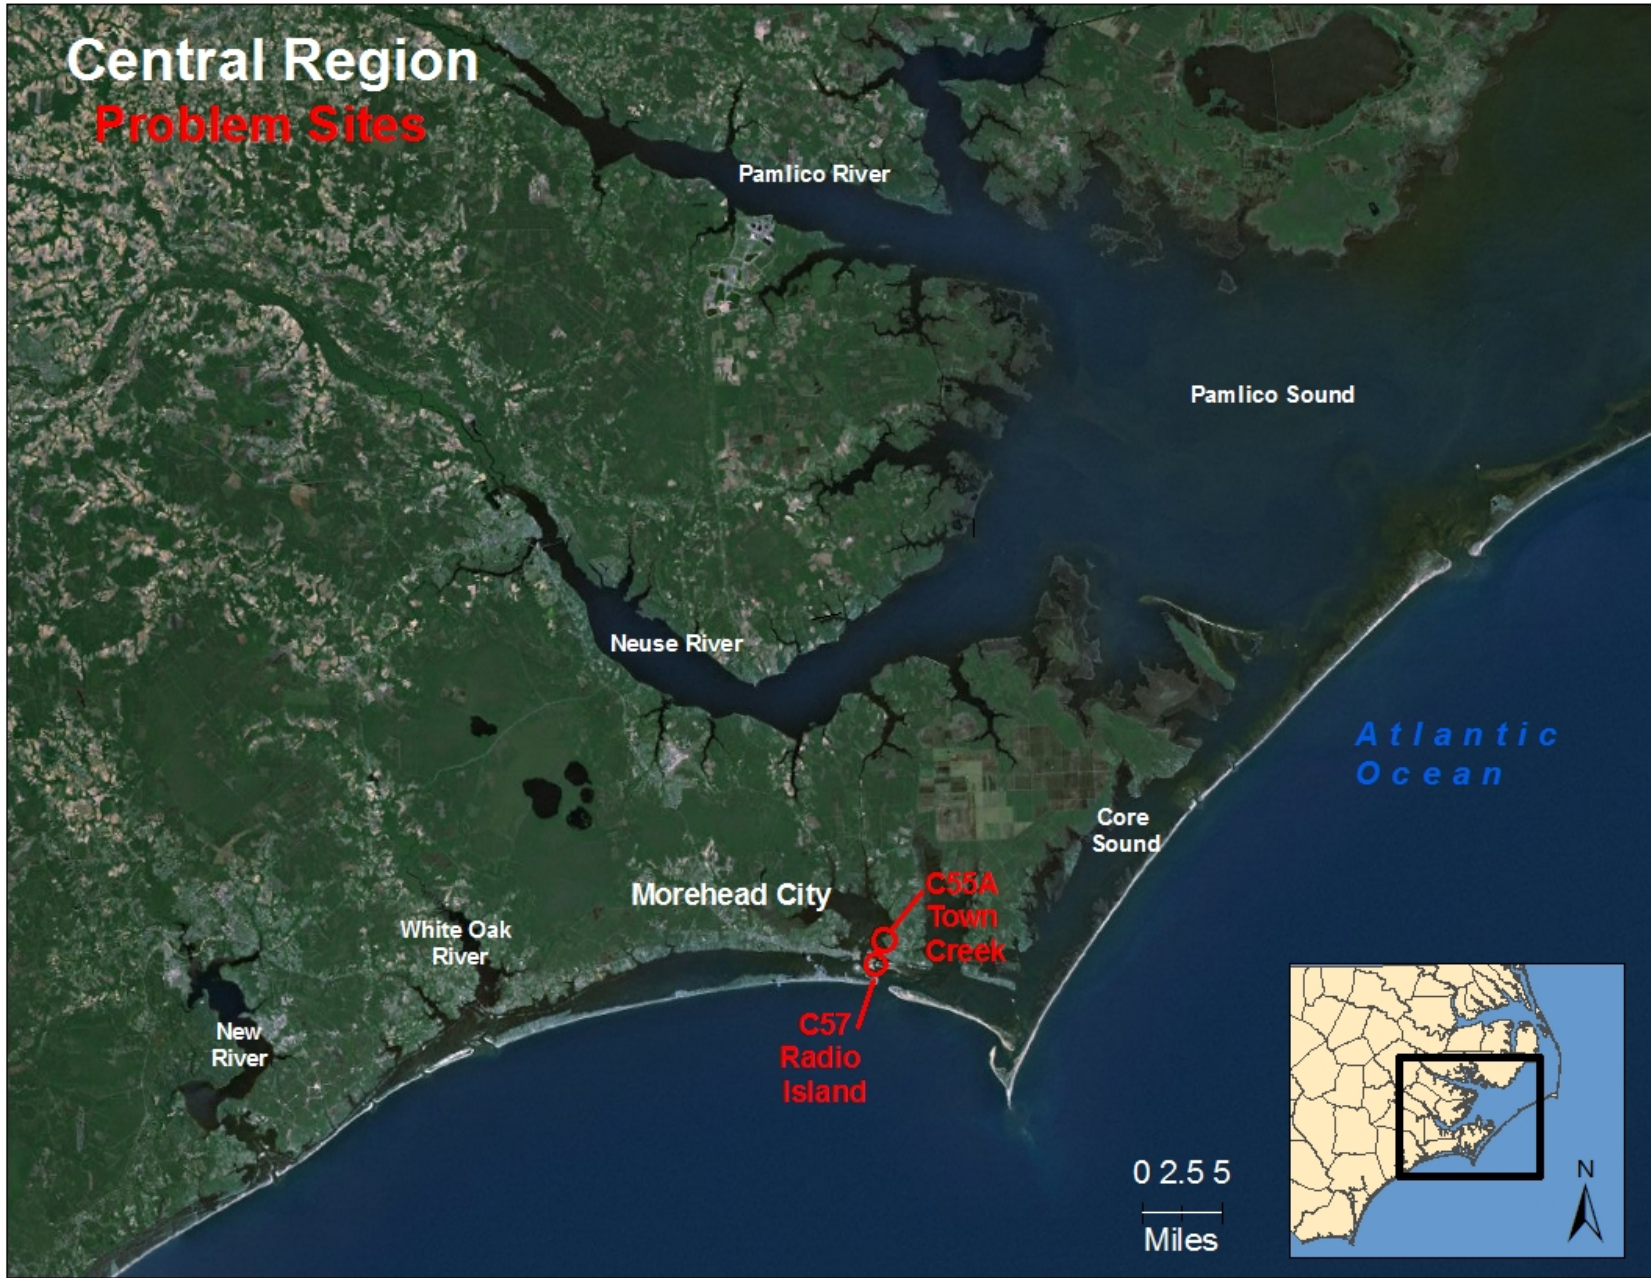 Central Region
Problem Sites
Pamlico River
Pamlico Sound
Neuse River
Atlantic
Ocean
Core
Sound
Morehead City
C55A
Town
Creek
White Oak
River
C57
Radio
Island
New
River
0 2.5 5
Miles
N